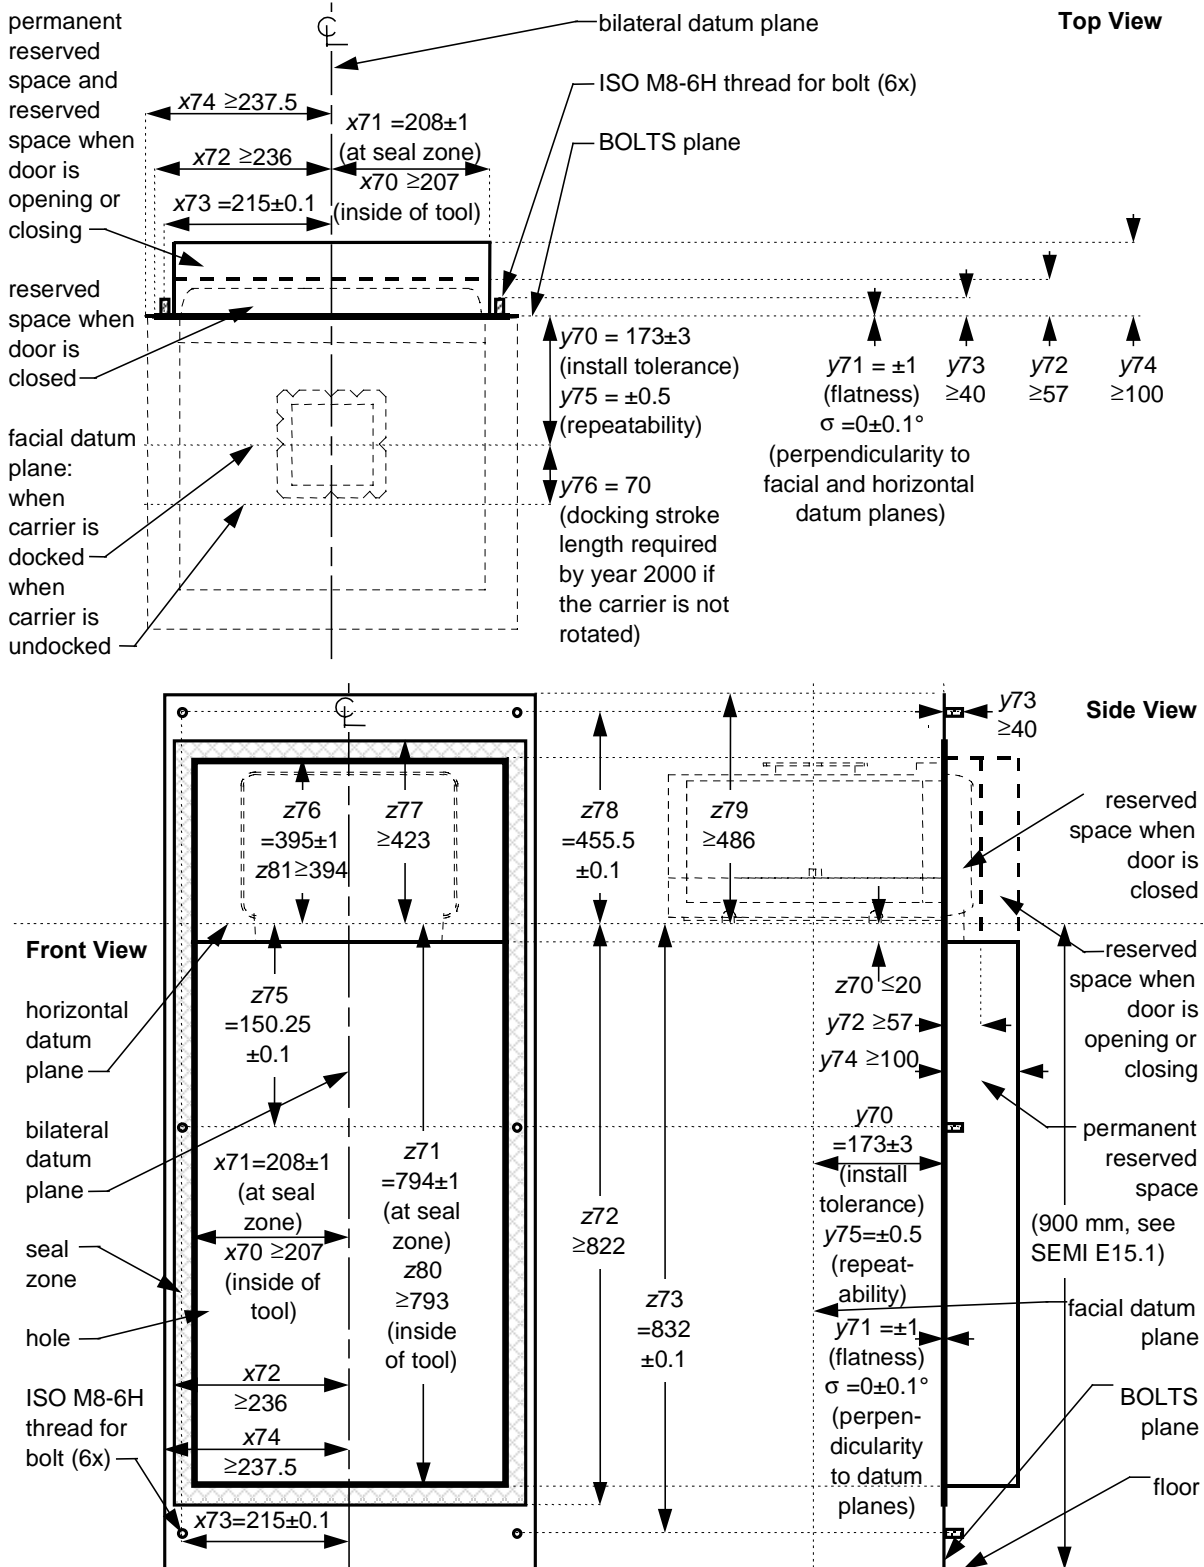 permanent
reserved
space and
reserved
space when
door is
opening or
closing
reserved
space when
door is
closed
facial datum
plane:
when
carrier is
docked
when
carrier is
undocked
bilateral datum plane
Top View
ISO M8-6H thread for bolt (6x)
BOLTS plane
x74 ≥237.5
x72 ≥236
x73 =215±0.1
x71 =208±1
(at seal zone)
x70 ≥207
(inside of tool)
y70 = 173±3
(install tolerance)
y75 = ±0.5
(repeatability)
y76 = 70
(docking stroke
length required
by year 2000 if
the carrier is not
rotated)
y71 = ±1
(flatness)
σ =0±0.1°
(perpendicularity to
facial and horizontal
datum planes)
y73
≥40
y72
≥57
y74
≥100
Front View
horizontal
datum
plane
bilateral
datum
plane
seal
zone
hole
ISO M8-6H
thread for
bolt (6x)
z76
=395±1
z81≥394
z77
≥423
z78
=455.5
±0.1
z79
≥486
z75
=150.25
±0.1
x71=208±1
(at seal
zone)
x70 ≥207
(inside of
tool)
z71
=794±1
(at seal
zone)
z80
≥793
(inside
of tool)
x72
≥236
x74
≥237.5
x73=215±0.1
z72
≥822
z73
=832
±0.1
Side View
y73
≥40
reserved
space when
door is
closed
reserved
space when
door is
opening or
closing
z70 ≤20
y72 ≥57
y74 ≥100
permanent
reserved
space
y70
=173±3
(install
tolerance)
y75=±0.5
(repeat-
ability)
(900 mm, see
SEMI E15.1)
facial datum
plane
y71 =±1
(flatness)
σ =0±0.1°
(perpen-
dicularity
to datum
planes)
BOLTS
plane
floor